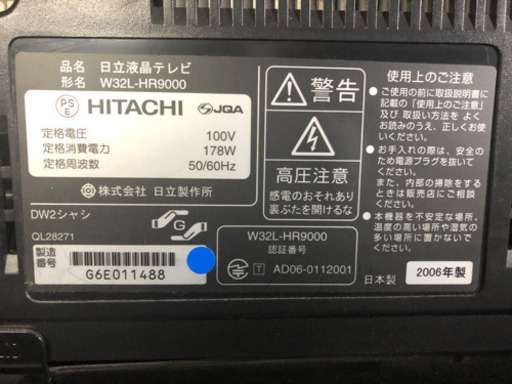 品名 日立液晶テレビ
形名 W32L-HR9000
PS
E
HITACHI
JQA
定格電圧 100V
定格消費電力 178W
定格周波数 50/60Hz
株式会社 日立製作所
DW2シャシ
G
QL28271
製造
番号
G6E011488
警告
高圧注意
感電のおそれあり
裏ぶたを開けるな
W32L-HR9000
認証番号
T AD06-0112001
使用上のご注意
●ご使用の前に取扱説明書に
記載の「使用上のご注意」
及び 取扱い方法を よく
お読みのうえ、正しくご使
用ください。
●お手入れの際は、安全の
ため電源プラグを抜いてく
ださい。
また、内部の掃除をする
ときは販売店にご相談
ください。
●本機器を不安定な場所、
温度の高い場所や湿気の
多い場所に置かないで
ください。
日本製
2006年製